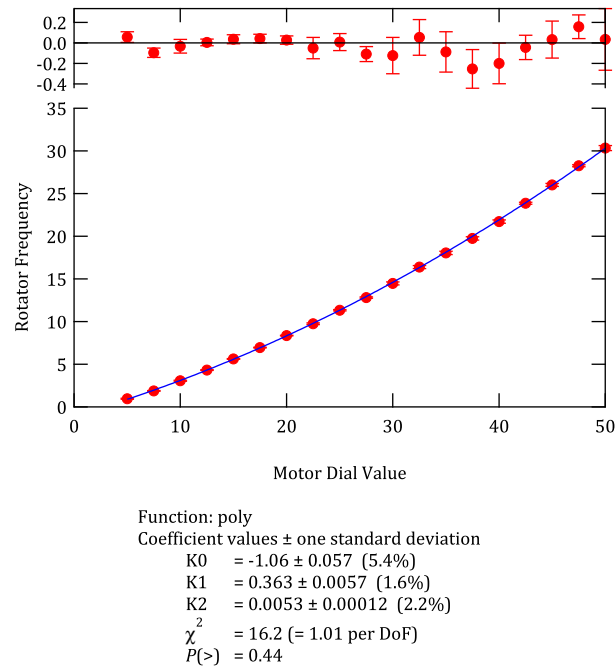 0.2
0.0
-0.2
-0.4
35
30
25
20
15
10
5
0
0 10 20 30 40 50
Rotator Frequency
Motor Dial Value
Function: poly
Coefficient values ± one standard deviation
K0 = -1.06 ± 0.057 (5.4%)
K1 = 0.363 ± 0.0057 (1.6%)
K2 = 0.0053 ± 0.00012 (2.2%)
χ² = 16.2 (= 1.01 per DoF)
P(>) = 0.44